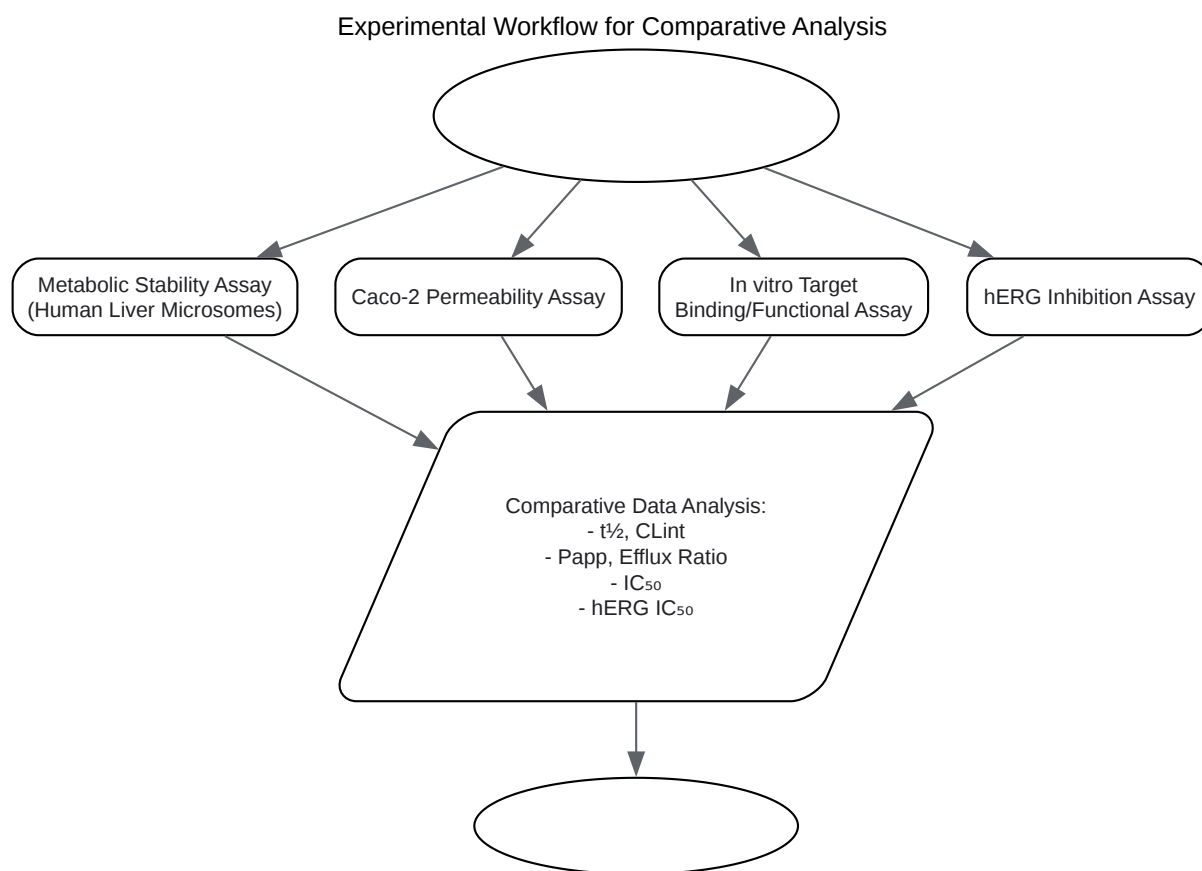 Experimental Workflow for Comparative Analysis
Metabolic Stability Assay
(Human Liver Microsomes)
Caco-2 Permeability Assay
In vitro Target
Binding/Functional Assay
hERG Inhibition Assay
Comparative Data Analysis:
- t½, CLint
- Papp, Efflux Ratio
- IC₅₀
- hERG IC₅₀